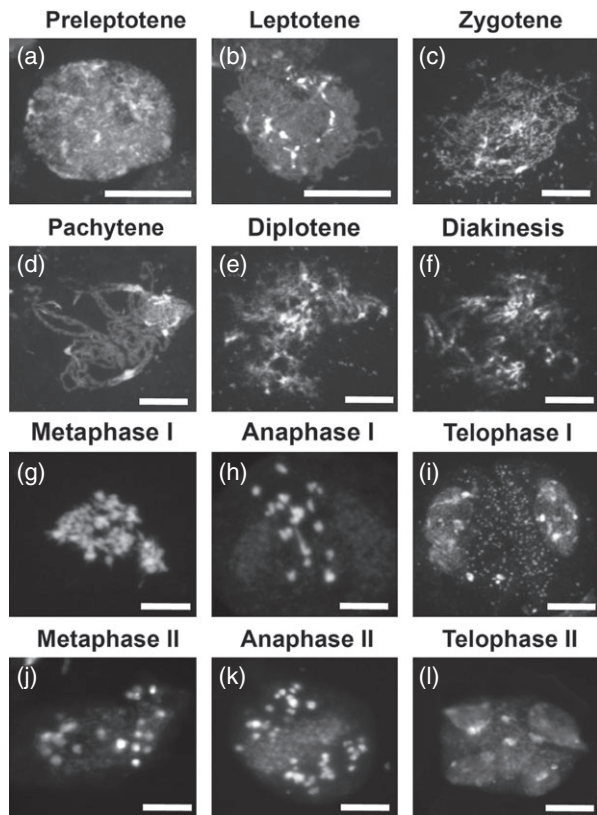 Preleptotene Leptotene Zygotene
(a) (b) (c)
Pachytene Diplotene Diakinesis
(d) (e) (f)
Metaphase I Anaphase I Telophase I
(g) (h) (i)
Metaphase II Anaphase II Telophase II
(j) (k) (l)